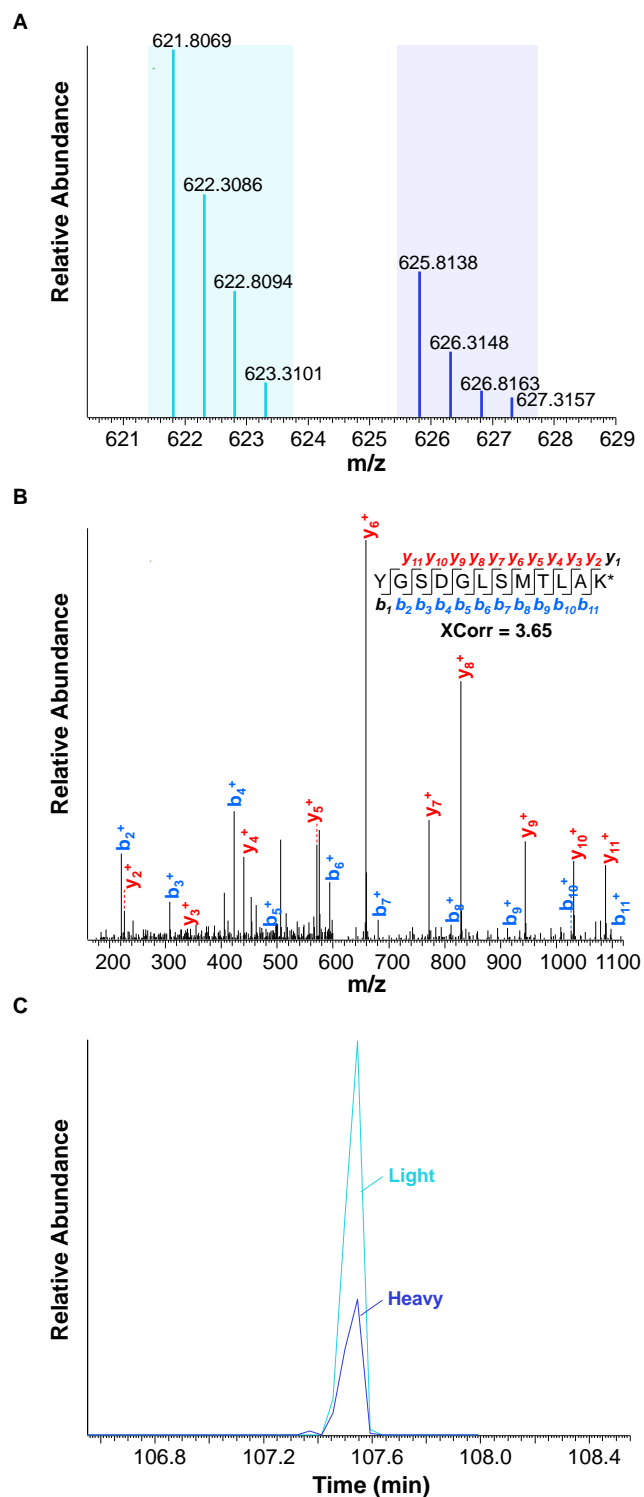 A
Relative Abundance
621.8069
622.3086
622.8094
623.3101
625.8138
626.3148
626.8163
627.3157
621 622 623 624 625 626 627 628 629
m/z
B
Relative Abundance
y6+
y11 y10 y9 y8 y7 y6 y5 y4 y3 y2 y1
YGSDGLSMTLAK*
b1 b2 b3 b4 b5 b6 b7 b8 b9 b10 b11
XCorr = 3.65
y8+
b2+
y2+
b3+
y3+
b4+
y4+
b5+
y5+
b6+
b7+
y7+
b8+
b9+
y9+
b10+
y10+
y11+
b11+
200 300 400 500 600 700 800 900 1000 1100
m/z
C
Relative Abundance
Light
Heavy
106.8 107.2 107.6 108.0 108.4
Time (min)